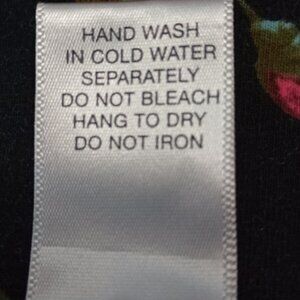 HAND WASH
IN COLD WATER
SEPARATELY
DO NOT BLEACH
HANG TO DRY
DO NOT IRON